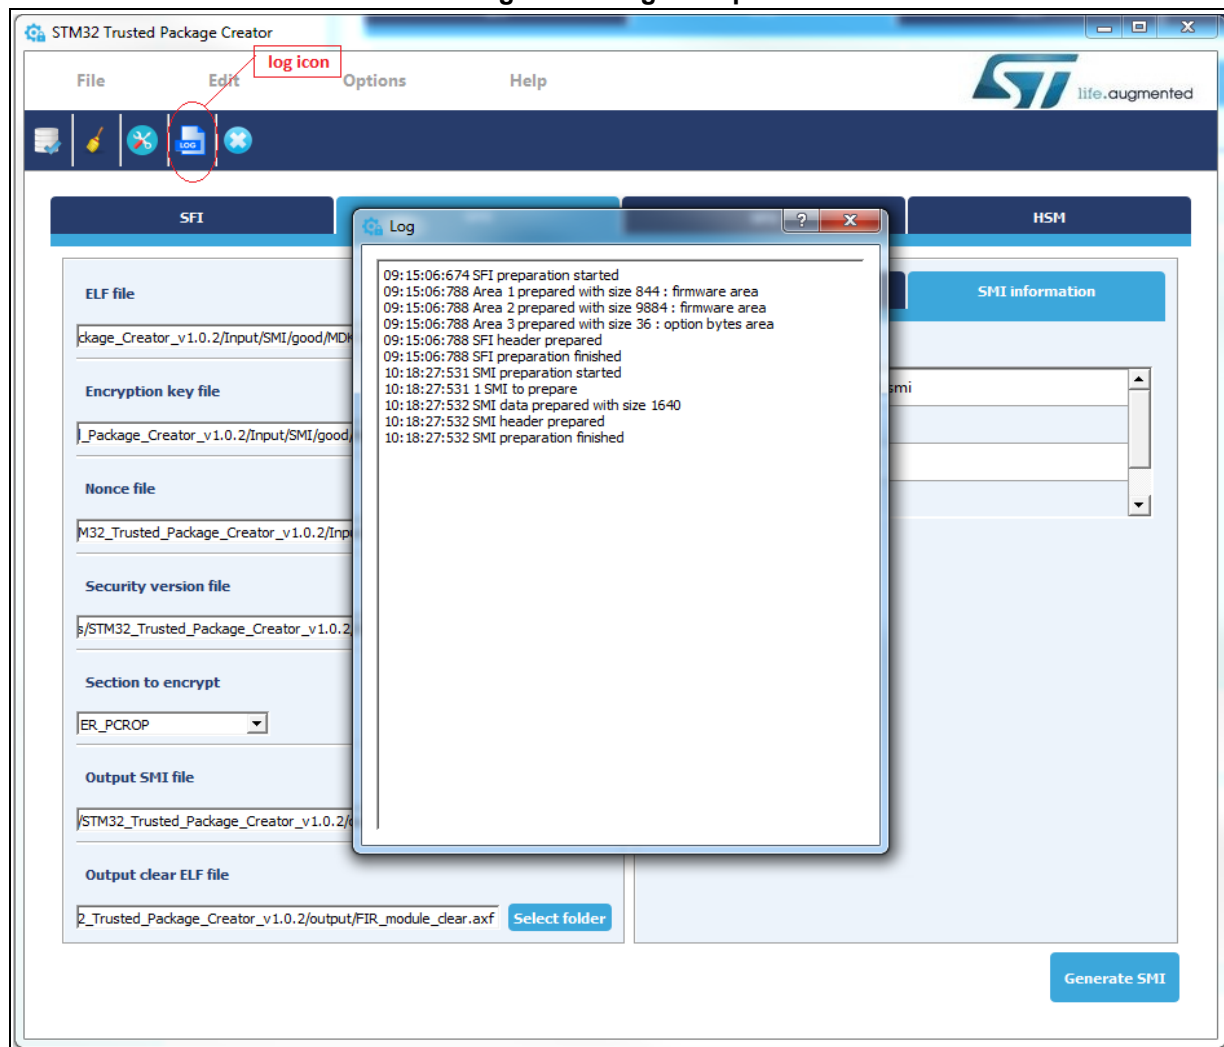 STM32 Trusted Package Creator
log icon
File Edit Options Help
life.augmented
LOG
SFI
HSM
Log
09:15:06:674 SFI preparation started
09:15:06:788 Area 1 prepared with size 844 : firmware area
09:15:06:788 Area 2 prepared with size 9884 : firmware area
09:15:06:788 Area 3 prepared with size 36 : option bytes area
09:15:06:788 SFI header prepared
09:15:06:788 SFI preparation finished
10:18:27:531 SMI preparation started
10:18:27:531 1 SMI to prepare
10:18:27:532 SMI data prepared with size 1640
10:18:27:532 SMI header prepared
10:18:27:532 SMI preparation finished
ELF file
ckage_Creator_v1.0.2/Input/SMI/good/MDK
Encryption key file
l_Package_Creator_v1.0.2/Input/SMI/good/
Nonce file
M32_Trusted_Package_Creator_v1.0.2/Inp
Security version file
s/STM32_Trusted_Package_Creator_v1.0.2
Section to encrypt
ER_PCROP
Output SMI file
/STM32_Trusted_Package_Creator_v1.0.2/
Output clear ELF file
2_Trusted_Package_Creator_v1.0.2/output/FIR_module_clear.axf Select folder
SMI information
smi
Generate SMI